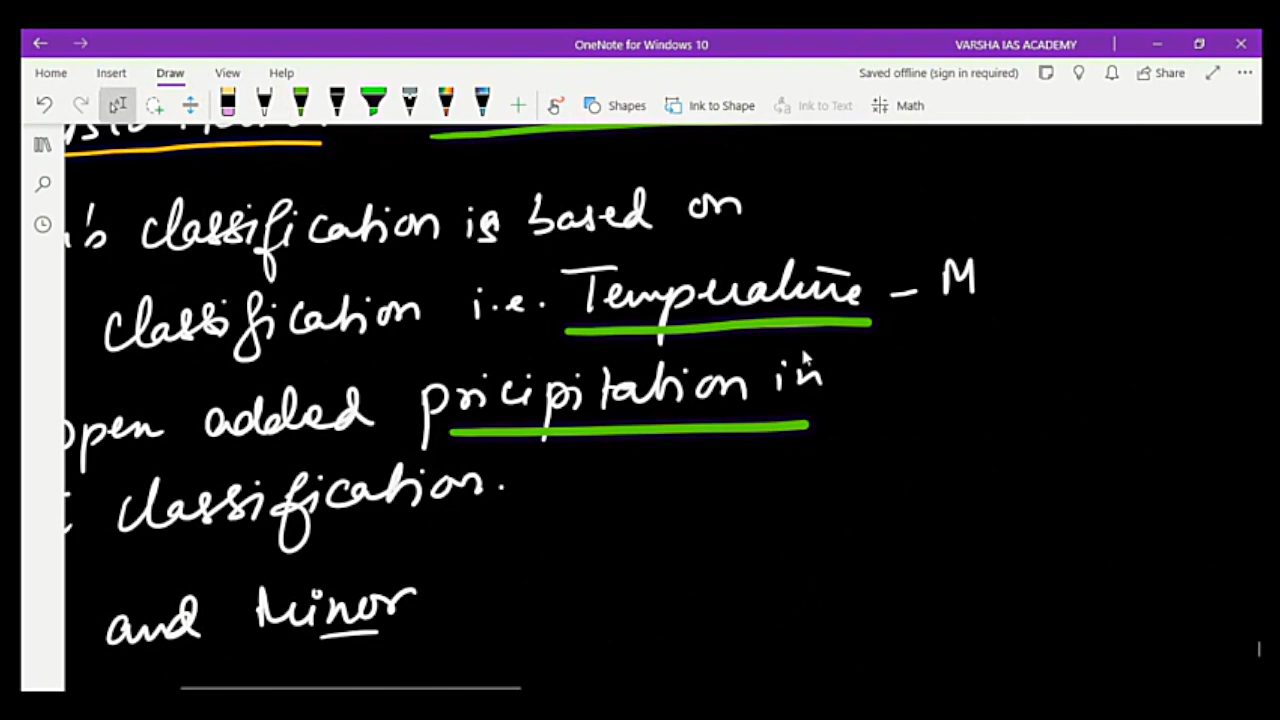 OneNote for Windows 10
VARSHA IAS ACADEMY
Home Insert Draw View Help
Saved offline (sign in required)
Share
Shapes Ink to Shape Ink to Text Math
classification is based on
classification i.e. Temperature - M
open added pricipitation in
classification.
and Minor